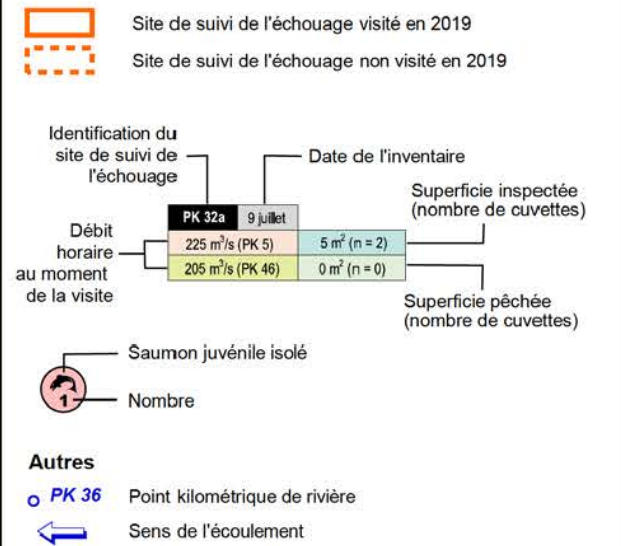 Site de suivi de l'échouage visité en 2019
Site de suivi de l'échouage non visité en 2019
Identification du
site de suivi de
l'échouage
Date de l'inventaire
Superficie inspectée
(nombre de cuvettes)
PK 32a 9 juillet
Débit
horaire
au moment
de la visite
225 m³/s (PK 5) 5 m² (n = 2)
205 m³/s (PK 46) 0 m² (n = 0)
Superficie pêchée
(nombre de cuvettes)
Saumon juvénile isolé
1 Nombre
Autres
PK 36 Point kilométrique de rivière
Sens de l'écoulement